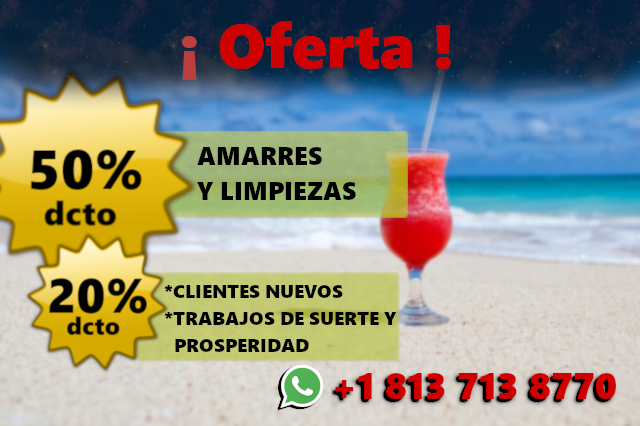 ¡ Oferta !
50%
dcto
AMARRES
Y LIMPIEZAS
20%
dcto
*CLIENTES NUEVOS
*TRABAJOS DE SUERTE Y
PROSPERIDAD
+1 813 713 8770